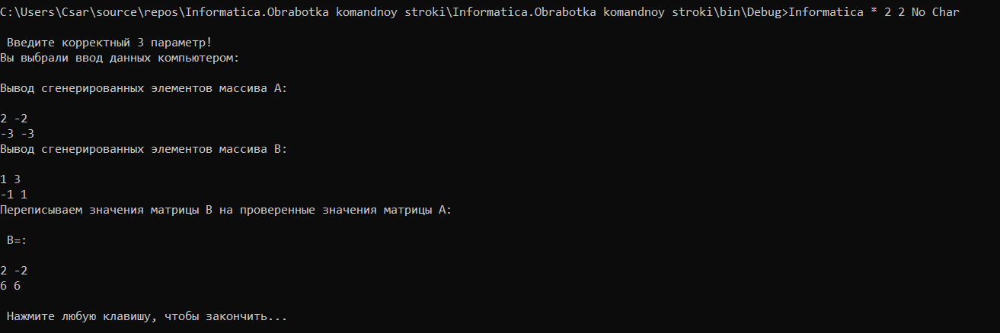 C:\Users\Csar\source\repos\Informatica.Obrabotka komandnoy stroki\Informatica.Obrabotka komandnoy stroki\bin\Debug>Informatica * 2 2 No Char
Введите корректный 3 параметр!
Вы выбрали ввод данных компьютером:
Вывод сгенерированных элементов массива A:
2 -2
-3 -3
Вывод сгенерированных элементов массива B:
1 3
-1 1
Переписываем значения матрицы B на проверенные значения матрицы A:
B=:
2 -2
6 6
Нажмите любую клавишу, чтобы закончить...